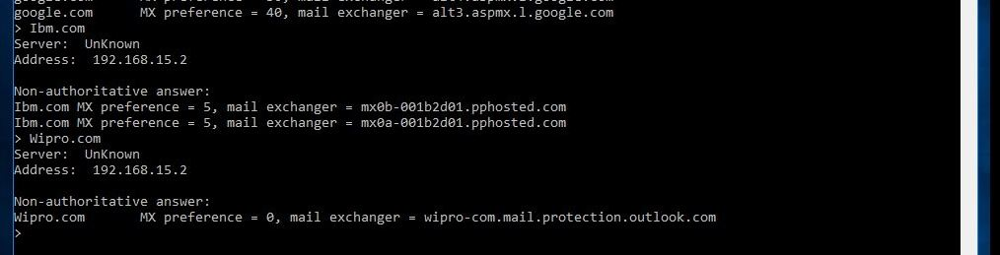 google.com MX preference = 40, mail exchanger = alt3.aspmx.l.google.com
> Ibm.com
Server: UnKnown
Address: 192.168.15.2
Non-authoritative answer:
Ibm.com MX preference = 5, mail exchanger = mx0b-001b2d01.pphosted.com
Ibm.com MX preference = 5, mail exchanger = mx0a-001b2d01.pphosted.com
> Wipro.com
Server: UnKnown
Address: 192.168.15.2
Non-authoritative answer:
Wipro.com MX preference = 0, mail exchanger = wipro-com.mail.protection.outlook.com
>